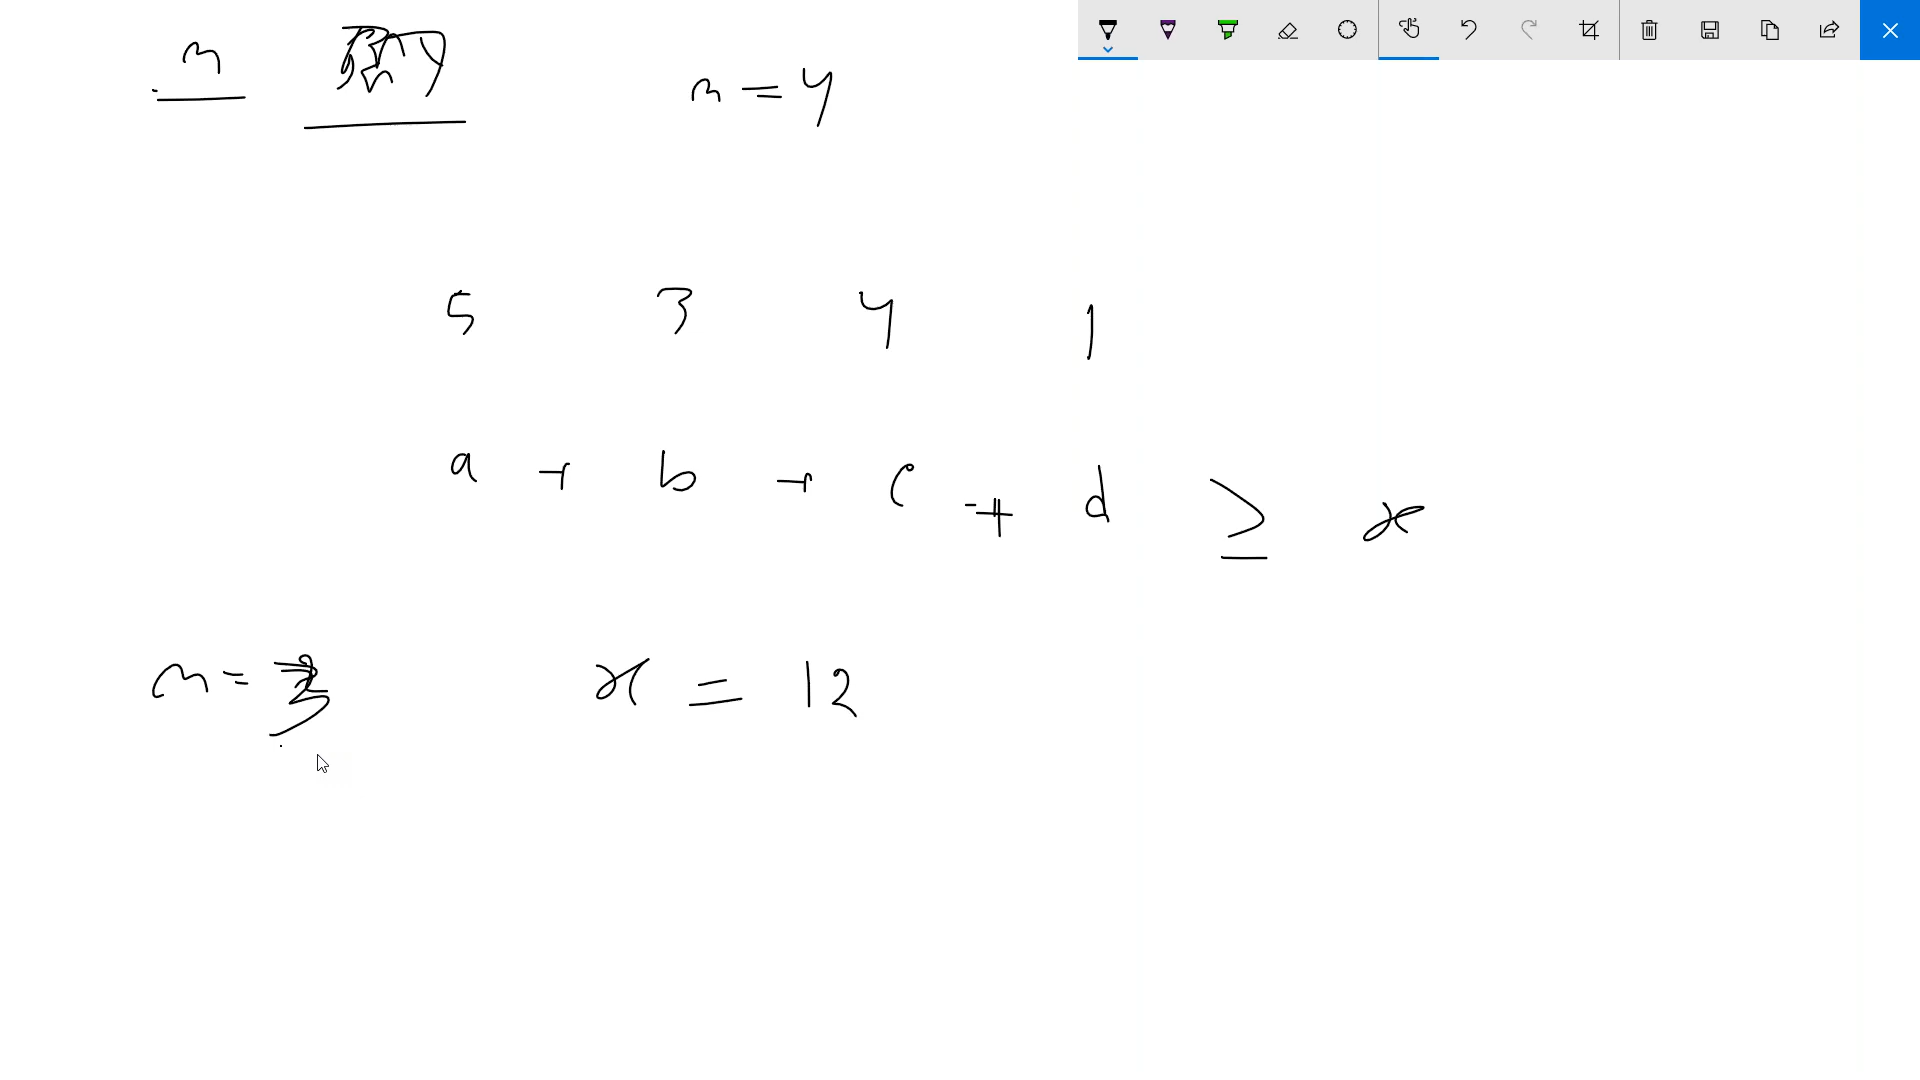 n
n = 4
5 3 4 1
a + b + c + d ≥ x
n = 3 x = 12